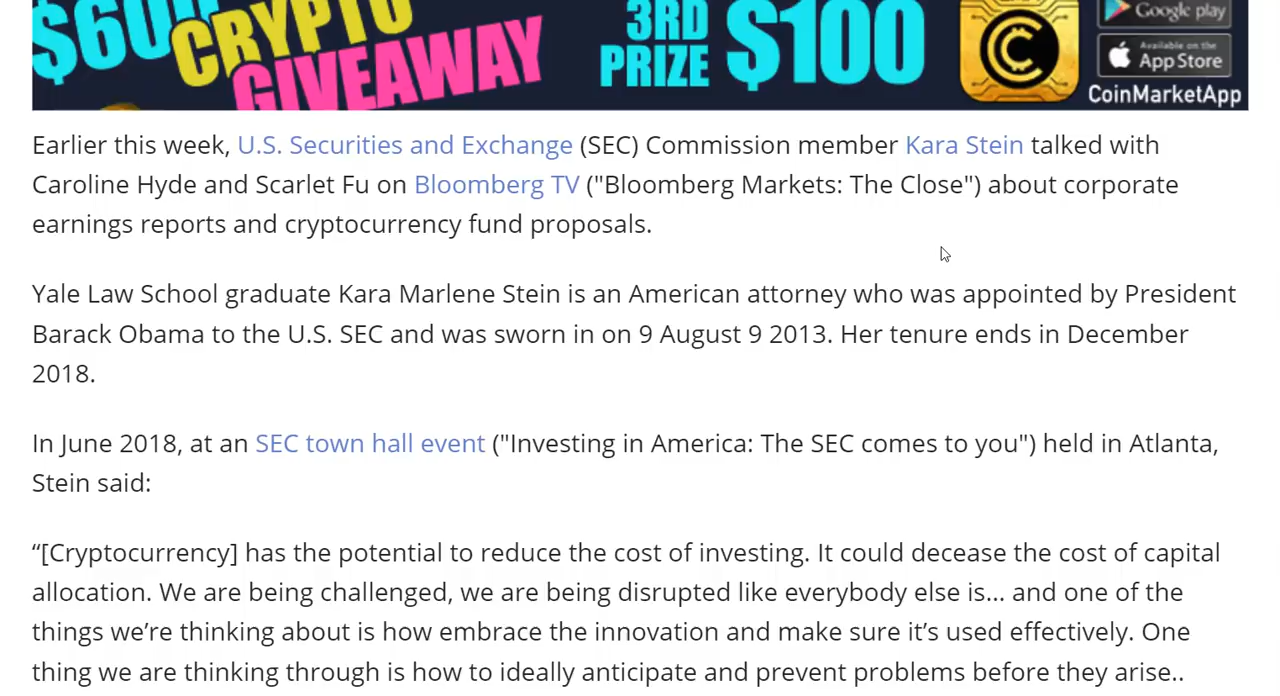 $600 CRYPTO GIVEAWAY
3RD PRIZE $100
Google play
Available on the
App Store
CoinMarketApp
Earlier this week, U.S. Securities and Exchange (SEC) Commission member Kara Stein talked with
Caroline Hyde and Scarlet Fu on Bloomberg TV ("Bloomberg Markets: The Close") about corporate
earnings reports and cryptocurrency fund proposals.
Yale Law School graduate Kara Marlene Stein is an American attorney who was appointed by President
Barack Obama to the U.S. SEC and was sworn in on 9 August 9 2013. Her tenure ends in December
2018.
In June 2018, at an SEC town hall event ("Investing in America: The SEC comes to you") held in Atlanta,
Stein said:
“[Cryptocurrency] has the potential to reduce the cost of investing. It could decease the cost of capital
allocation. We are being challenged, we are being disrupted like everybody else is... and one of the
things we’re thinking about is how embrace the innovation and make sure it’s used effectively. One
thing we are thinking through is how to ideally anticipate and prevent problems before they arise..